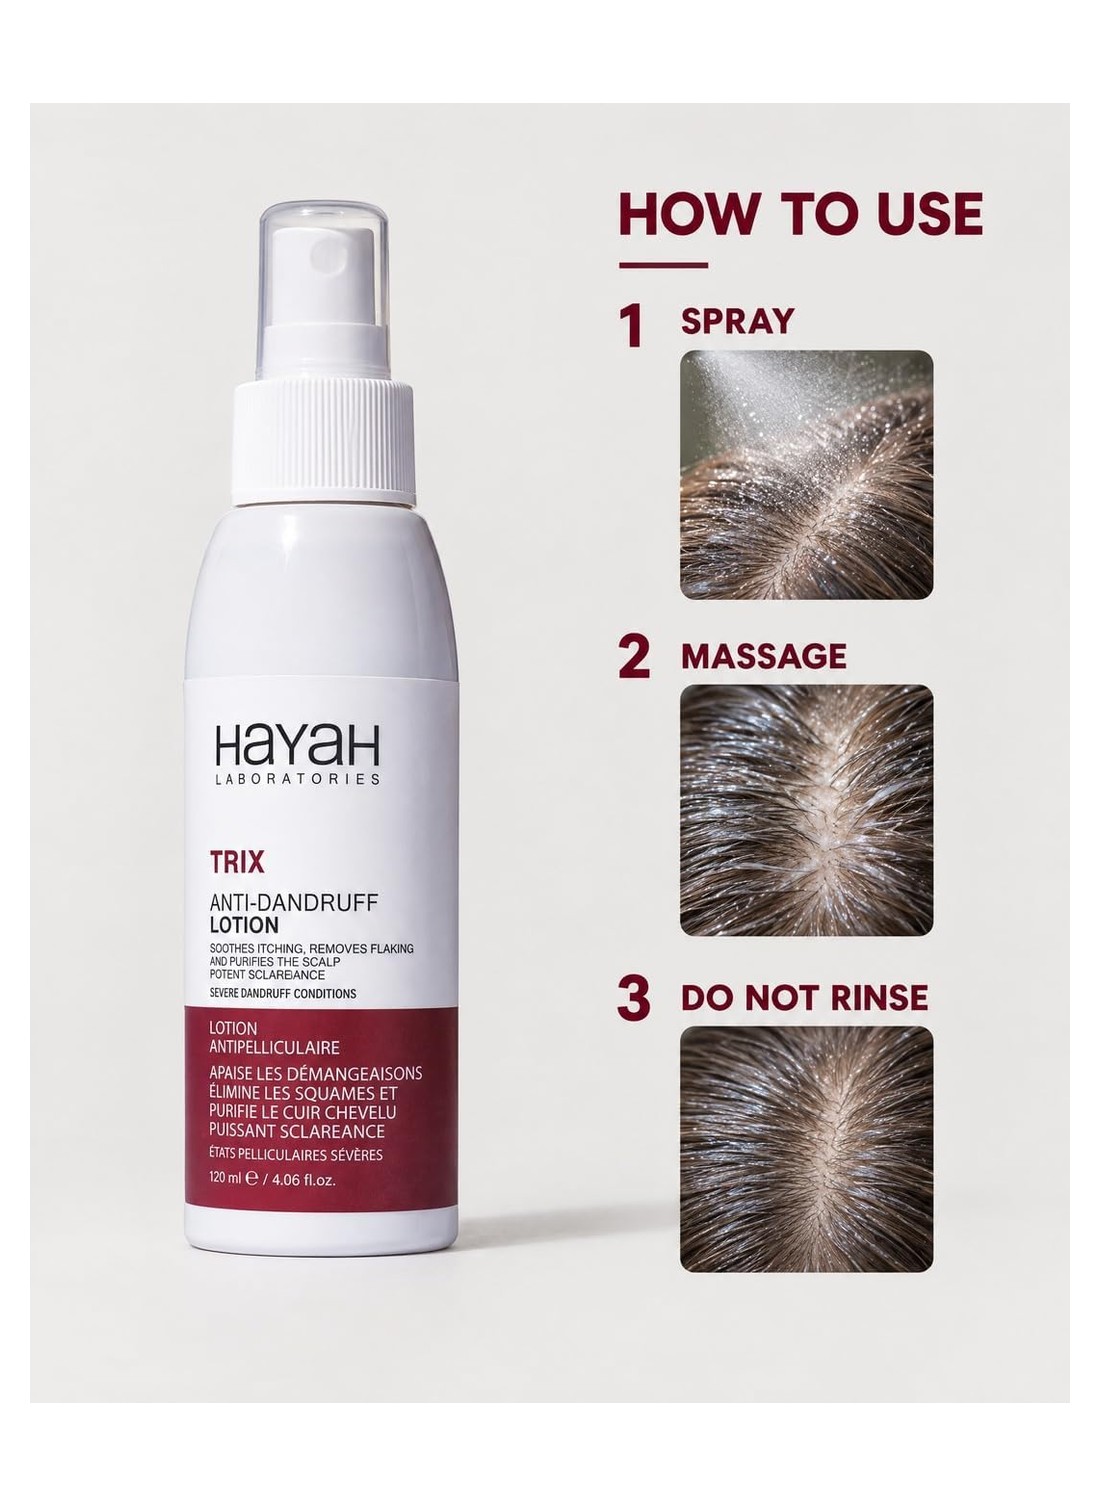 HAYAH
LABORATORIES
TRIX
ANTI-DANDRUFF
LOTION
SOOTHES ITCHING, REMOVES FLAKING
AND PURIFIES THE SCALP
POTENT SCLAREANCE
SEVERE DANDRUFF CONDITIONS
LOTION
ANTIPELLICULAIRE
APAISE LES DÉMANGEAISONS
ÉLIMINE LES SQUAMES ET
PURIFIE LE CUIR CHEVELU
PUISSANT SCLAREANCE
ÉTATS PELLICULAIRES SÉVÈRES
120 ml ℮ / 4.06 fl.oz.
HOW TO USE
1 SPRAY
2 MASSAGE
3 DO NOT RINSE